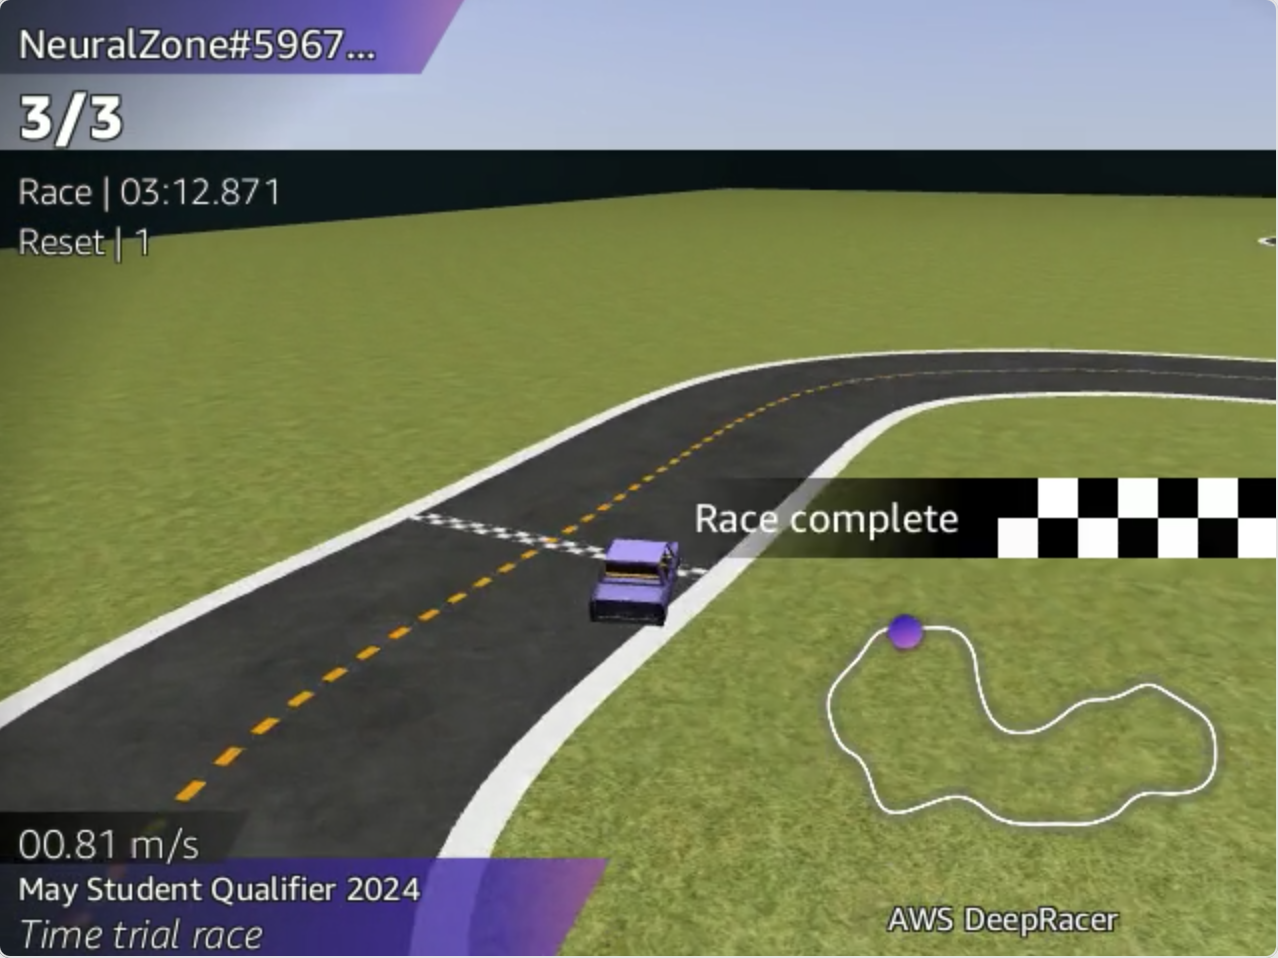 NeuralZone#5967...
3/3
Race | 03:12.871
Reset | 1
Race complete
00.81 m/s
May Student Qualifier 2024
Time trial race
AWS DeepRacer